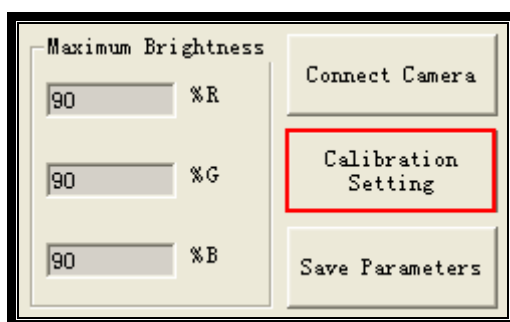 Maximum Brightness
90 %R
90 %G
90 %B
Connect Camera
Calibration
Setting
Save Parameters